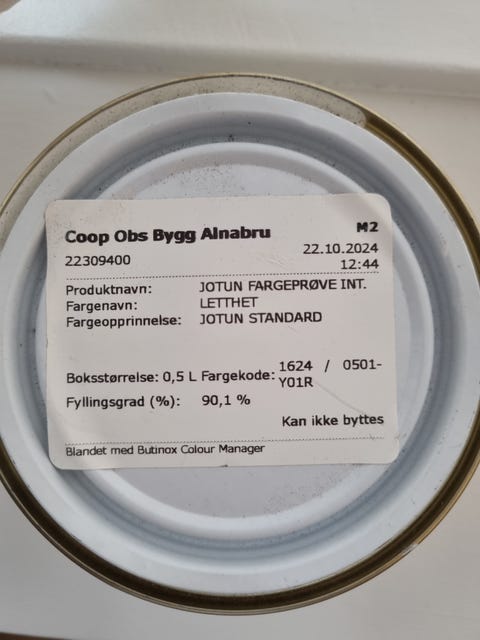 Coop Obs Bygg Alnabru M2
22309400 22.10.2024
12:44
Produktnavn: JOTUN FARGEPRØVE INT.
Fargenavn: LETTHET
Fargeopprinnelse: JOTUN STANDARD
Boksstørrelse: 0,5 L Fargekode: 1624 / 0501-
Y01R
Fyllingsgrad (%): 90,1 %
Kan ikke byttes
Blandet med Butinox Colour Manager